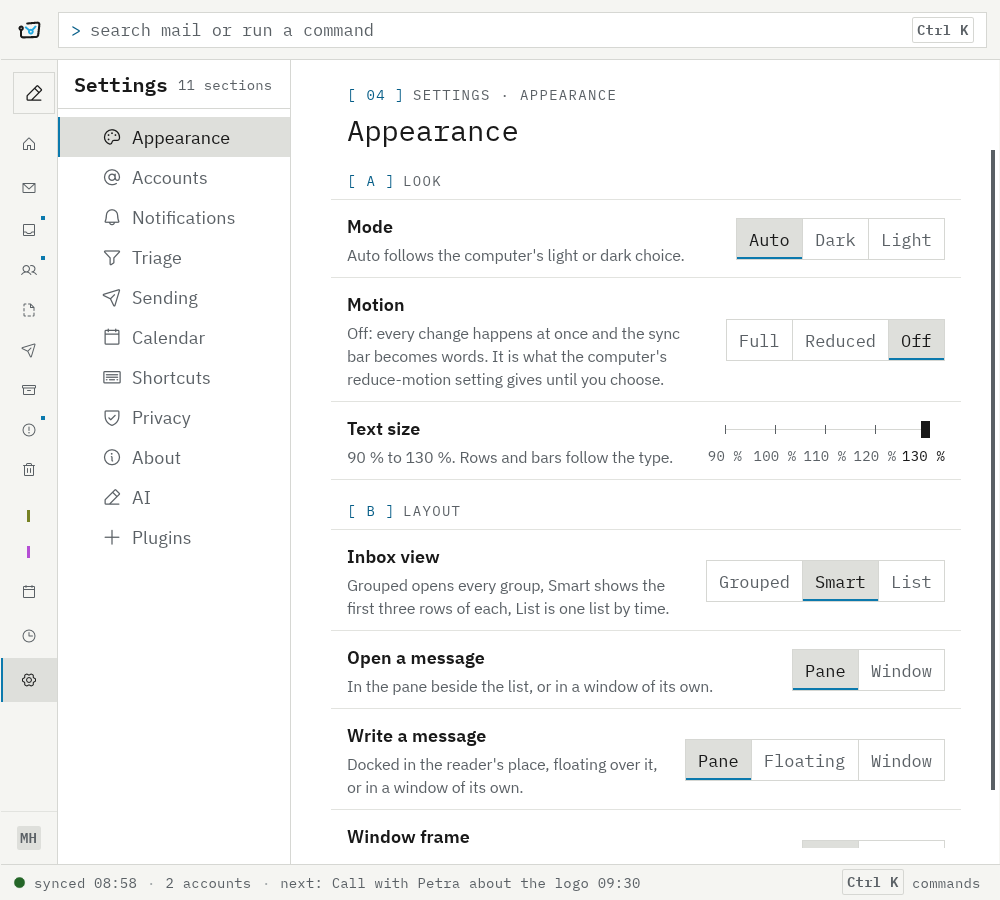 > search mail or run a command Ctrl K
Settings 11 sections
Appearance
Accounts
Notifications
Triage
Sending
Calendar
Shortcuts
Privacy
About
AI
Plugins
[ 04 ] SETTINGS · APPEARANCE
Appearance
[ A ] LOOK
Mode
Auto follows the computer's light or dark choice.
Auto Dark Light
Motion
Off: every change happens at once and the sync
bar becomes words. It is what the computer's
reduce-motion setting gives until you choose.
Full Reduced Off
Text size
90 % to 130 %. Rows and bars follow the type.
90 % 100 % 110 % 120 % 130 %
[ B ] LAYOUT
Inbox view
Grouped opens every group, Smart shows the
first three rows of each, List is one list by time.
Grouped Smart List
Open a message
In the pane beside the list, or in a window of its own.
Pane Window
Write a message
Docked in the reader's place, floating over it,
or in a window of its own.
Pane Floating Window
Window frame
MH
synced 08:58 · 2 accounts · next: Call with Petra about the logo 09:30
Ctrl K commands